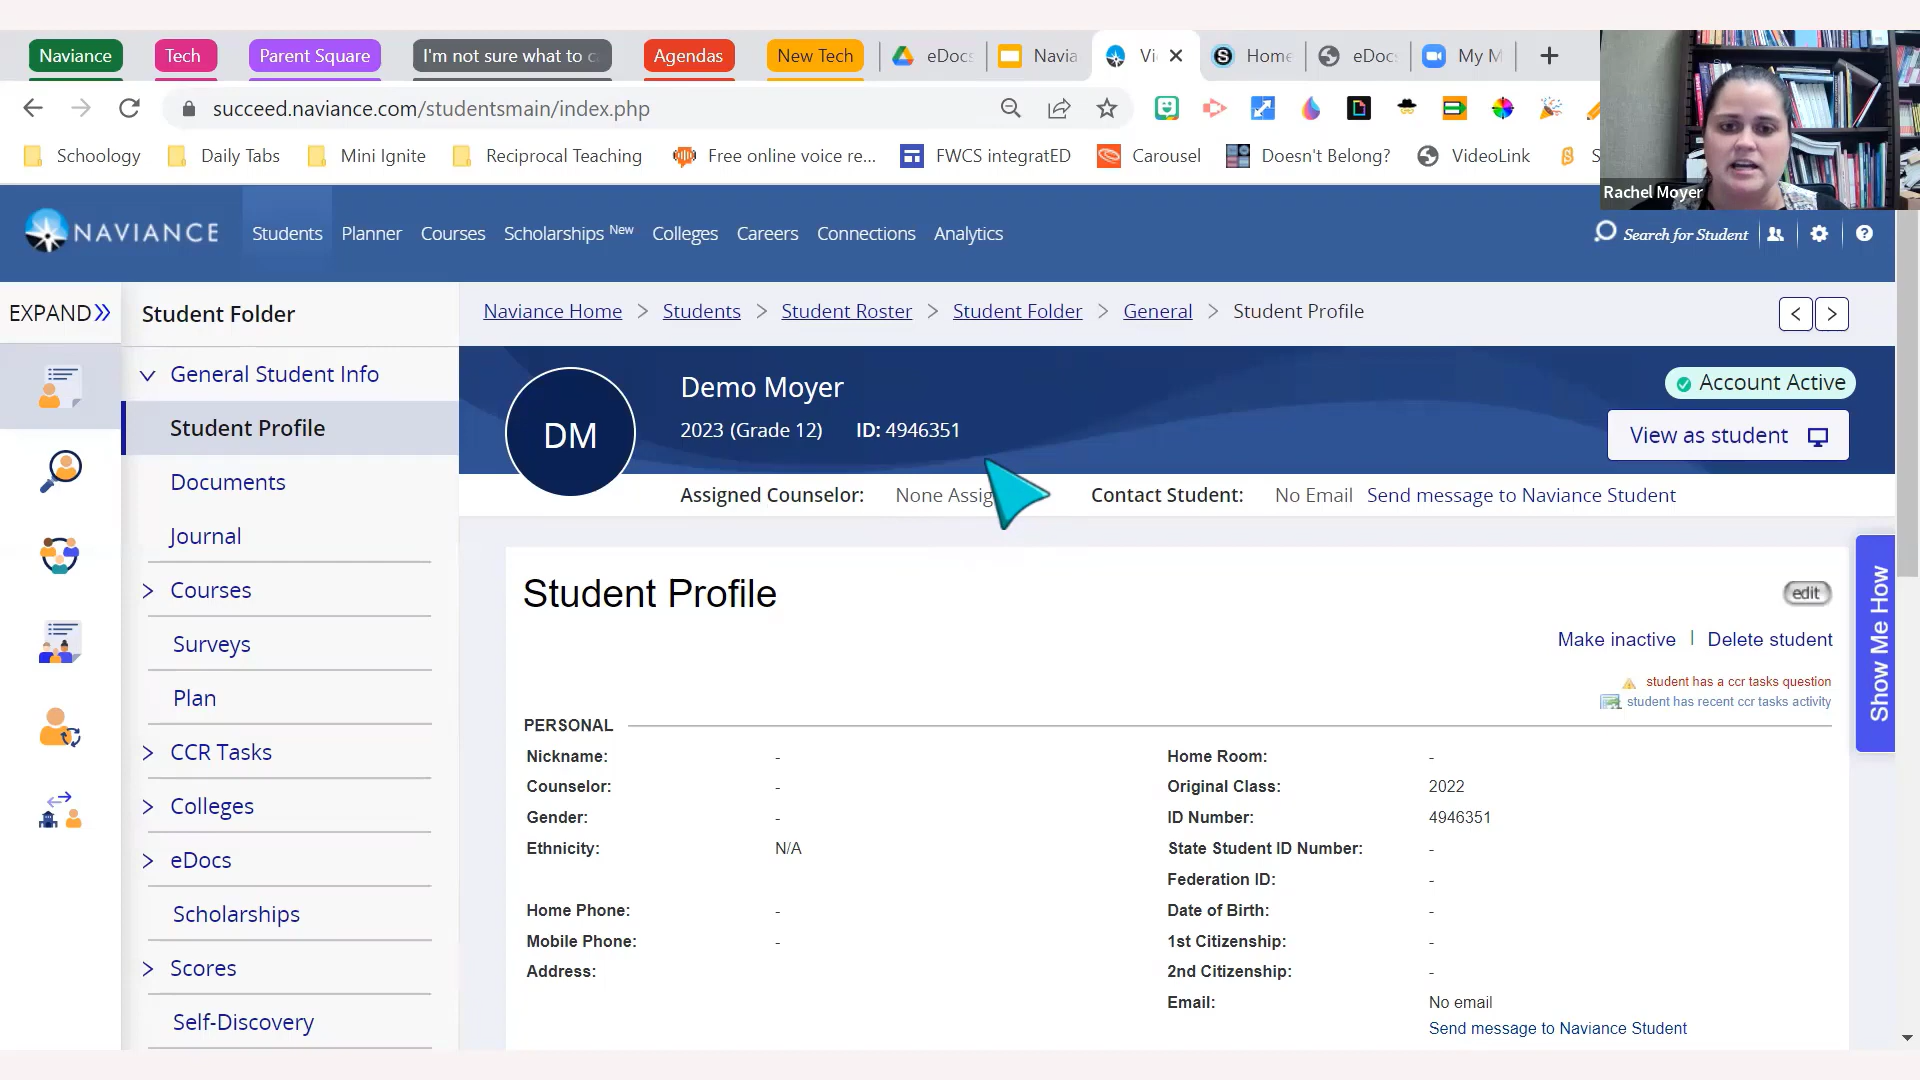 Naviance Tech Parent Square I'm not sure what to c Agendas New Tech eDocs Navia Vi Home eDoc My M
succeed.naviance.com/studentsmain/index.php
Schoology Daily Tabs Mini Ignite Reciprocal Teaching Free online voice re... FWCS integratED Carousel Doesn't Belong? VideoLink S
Rachel Moyer
NAVIANCE Students Planner Courses Scholarships New Colleges Careers Connections Analytics Search for Student
EXPAND
Student Folder
General Student Info
Student Profile
Documents
Journal
Courses
Surveys
Plan
CCR Tasks
Colleges
eDocs
Scholarships
Scores
Self-Discovery
Naviance Home > Students > Student Roster > Student Folder > General > Student Profile
DM
Demo Moyer
2023 (Grade 12) ID: 4946351
Account Active
View as student
Assigned Counselor: None Assig Contact Student: No Email Send message to Naviance Student
Student Profile
edit
Make inactive | Delete student
student has a ccr tasks question
student has recent ccr tasks activity
Show Me How
PERSONAL
Nickname: - Home Room: -
Counselor: - Original Class: 2022
Gender: - ID Number: 4946351
Ethnicity: N/A State Student ID Number: -
Federation ID: -
Home Phone: - Date of Birth: -
Mobile Phone: - 1st Citizenship: -
Address: 2nd Citizenship: -
Email: No email
Send message to Naviance Student